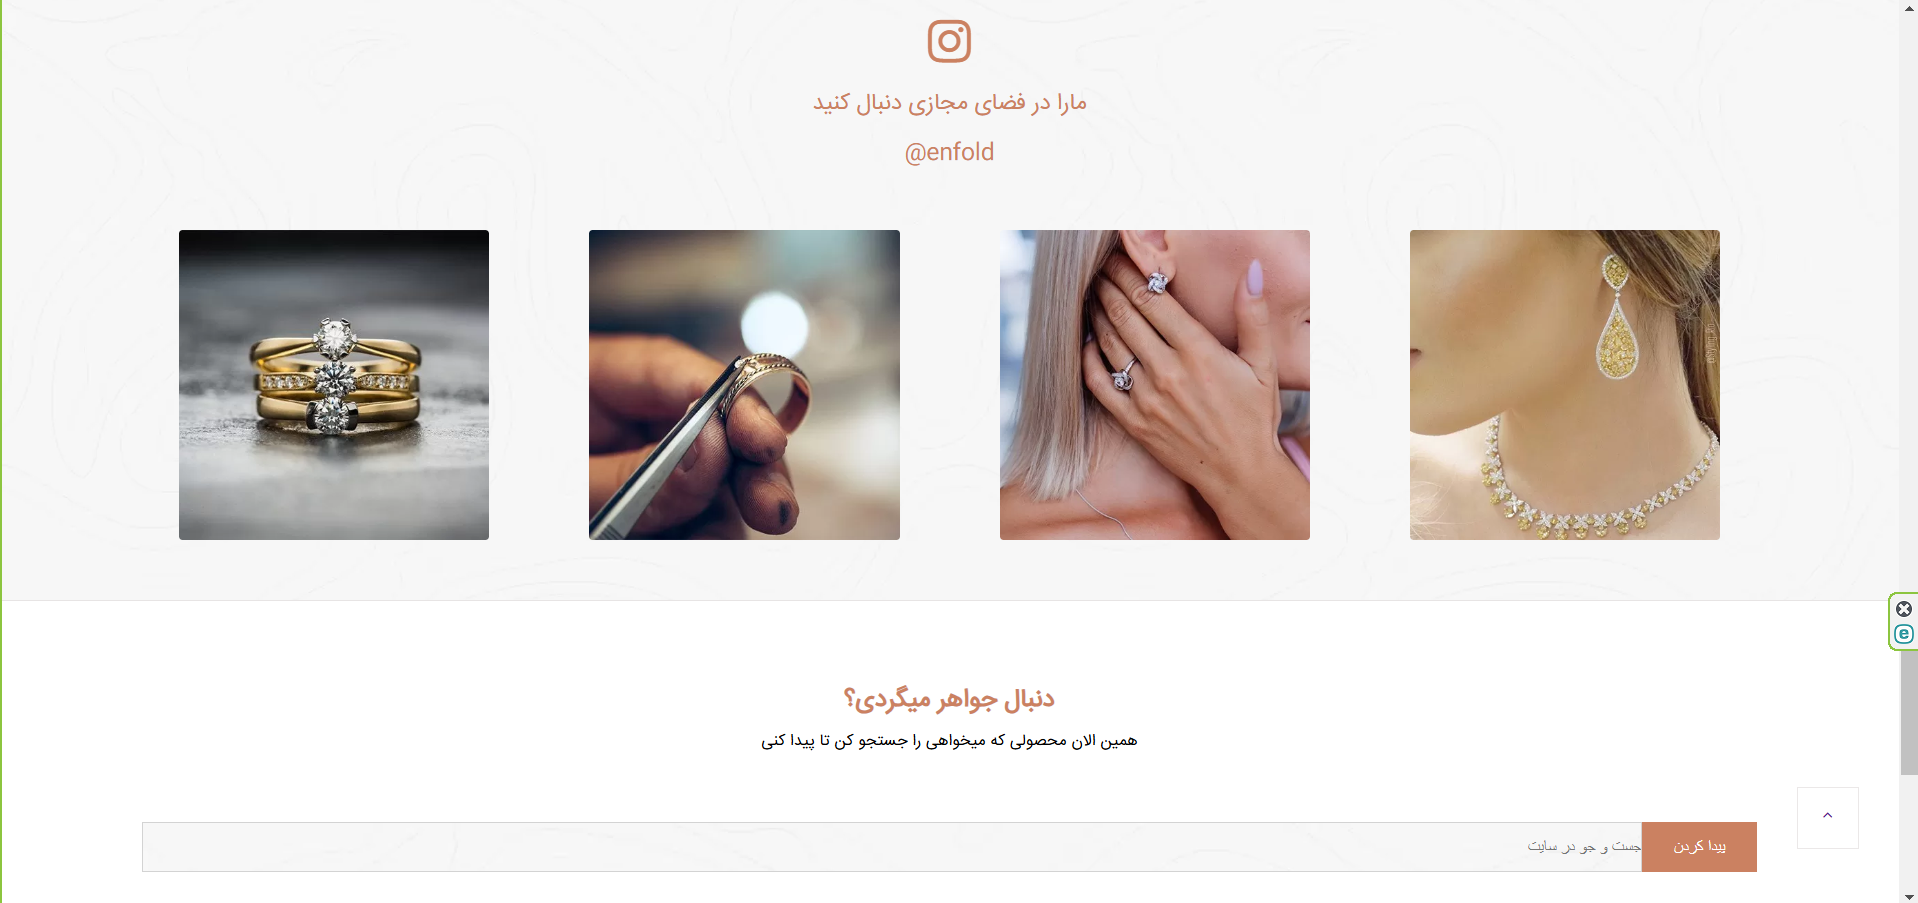 مارا در فضای مجازی دنبال کنید
@enfold
دنبال جواهر میگردی؟
همین الان محصولی که میخواهی را جستجو کن تا پیدا کنی
جست و جو در سایت
پیدا کردن